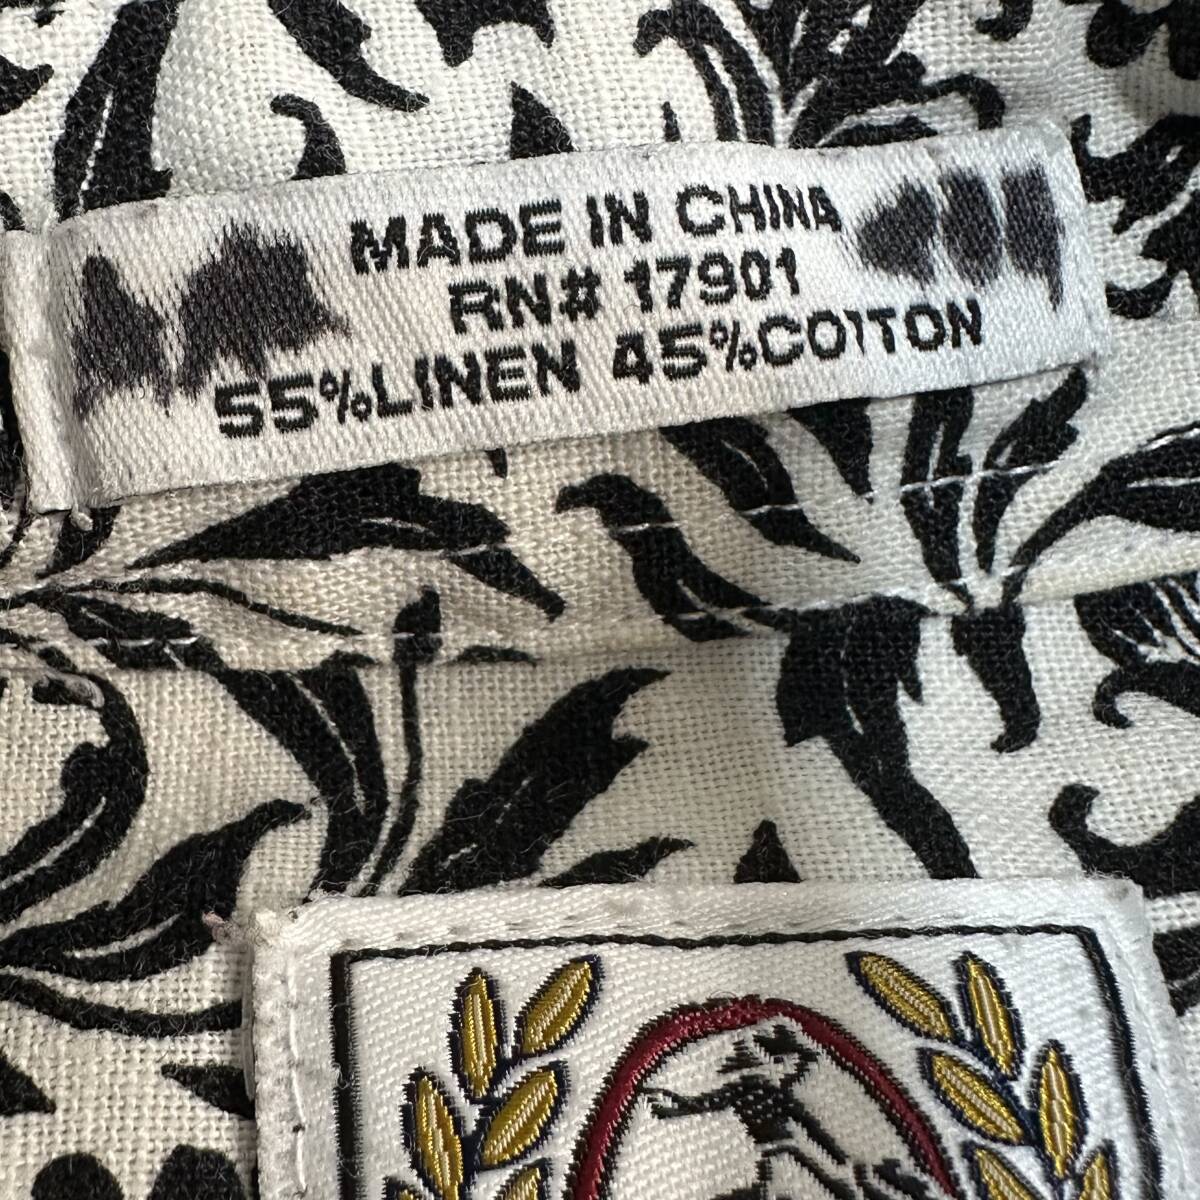 MADE IN CHINA
RN# 17901
55%LINEN 45%COTTON